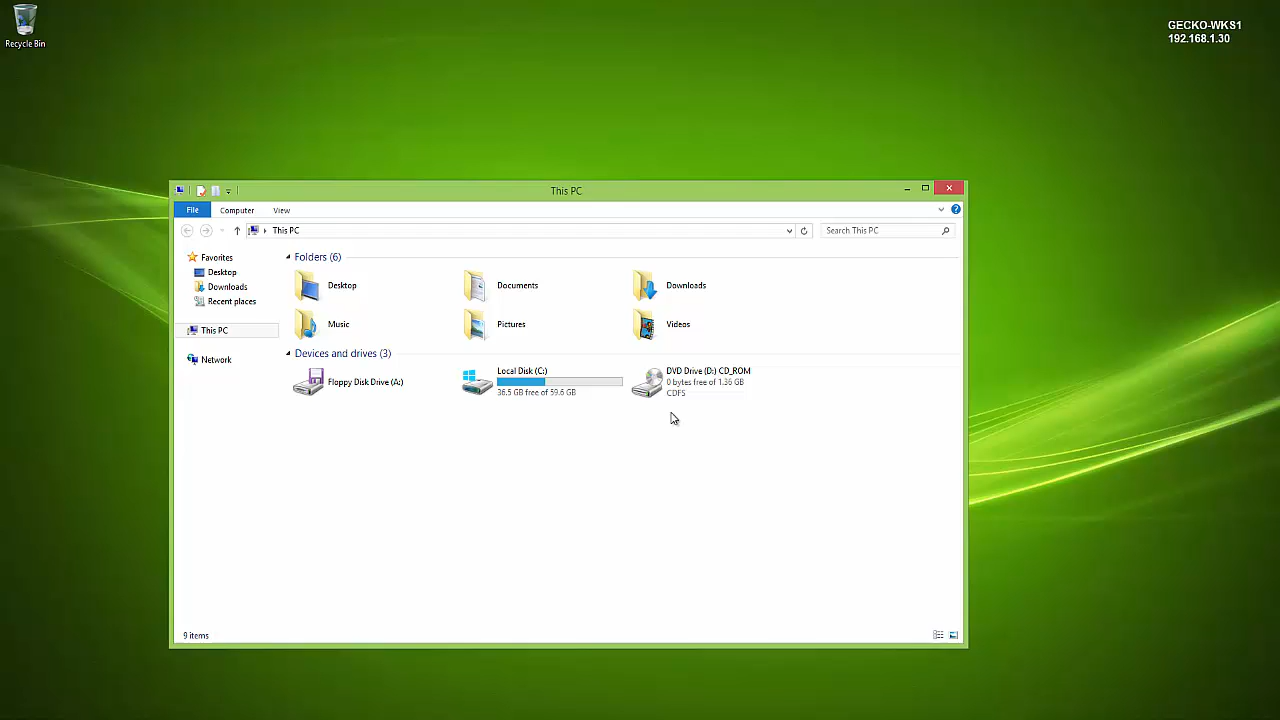 Recycle Bin
GECKO-WKS1
192.168.1.30
This PC
File Computer View
This PC
Search This PC
Favorites
Desktop
Downloads
Recent places
This PC
Network
Folders (6)
Desktop
Documents
Downloads
Music
Pictures
Videos
Devices and drives (3)
Floppy Disk Drive (A:)
Local Disk (C:)
36.5 GB free of 59.6 GB
DVD Drive (D:) CD_ROM
0 bytes free of 1.36 GB
CDFS
9 items